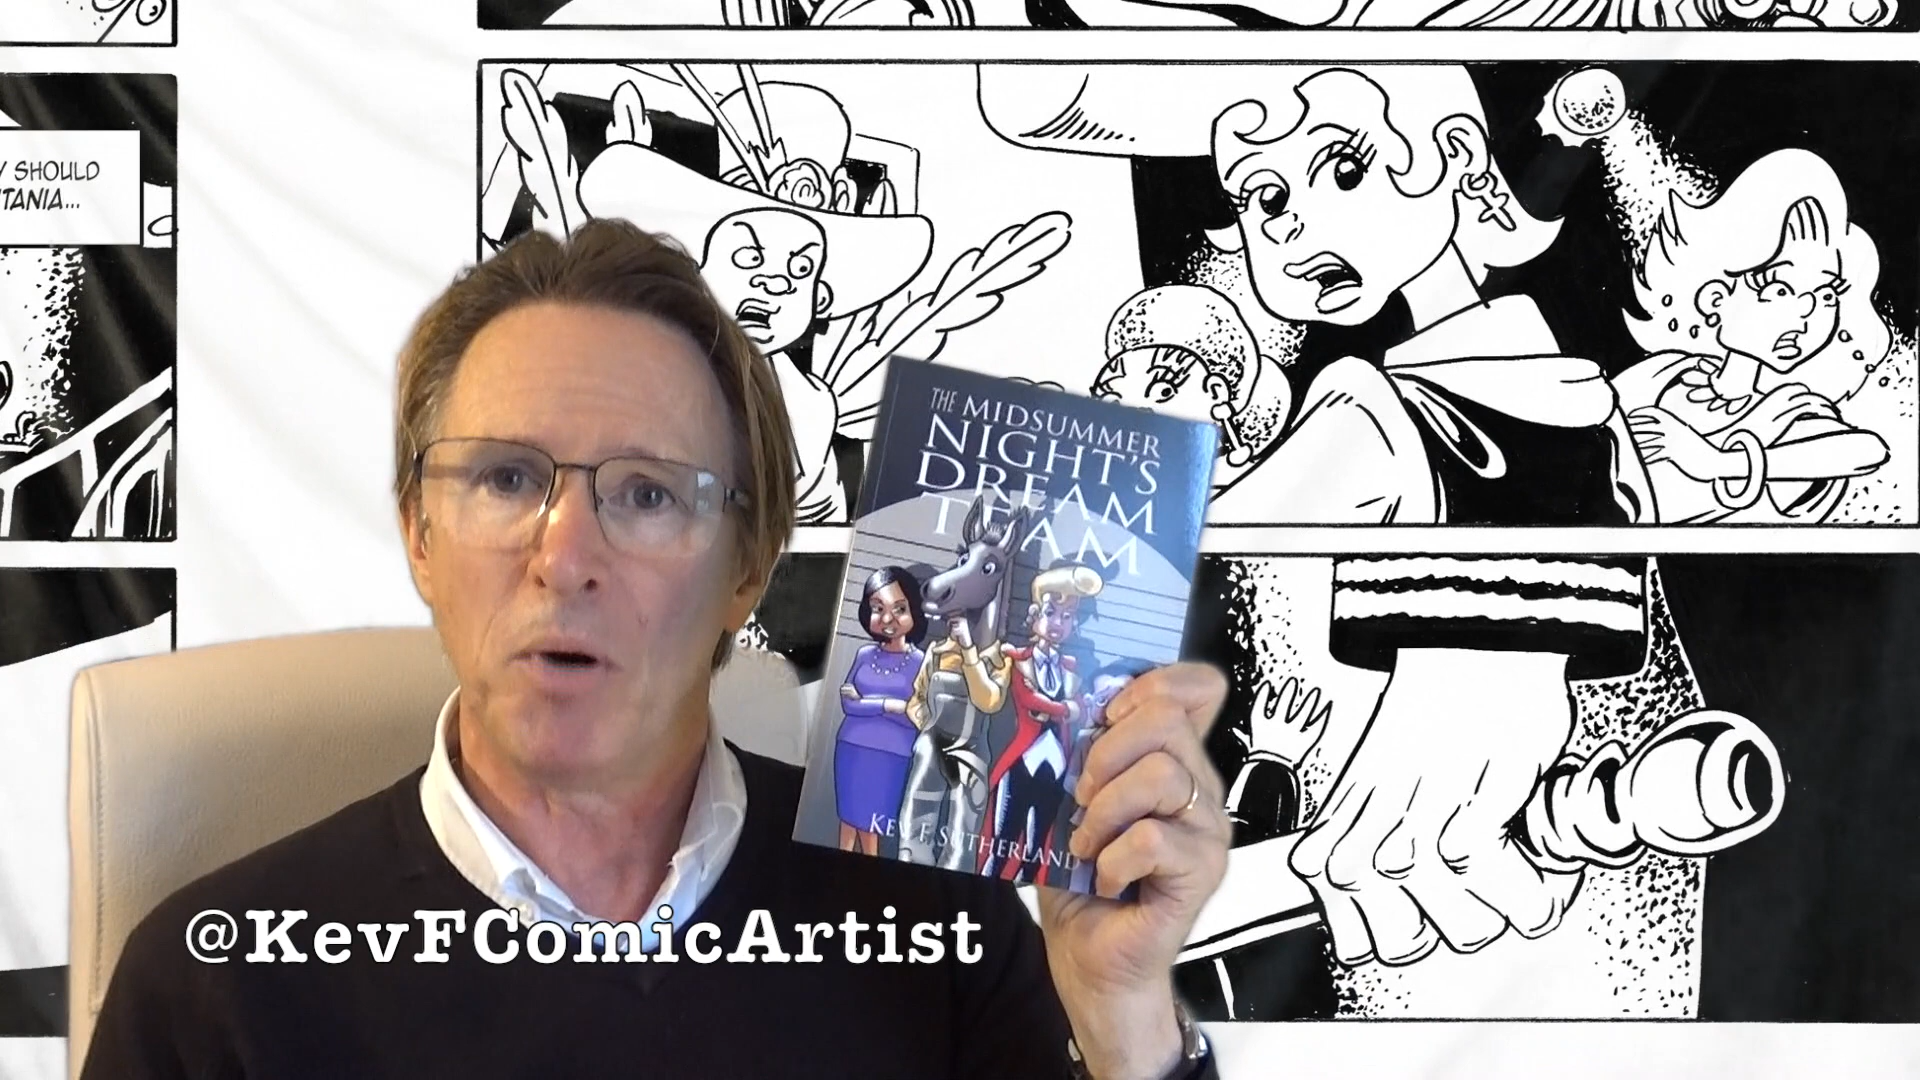 Y SHOULD
TANIA...
THE MIDSUMMER
NIGHT'S
DREAM
TEAM
KEV F SUTHERLAND
@KevFComicArtist